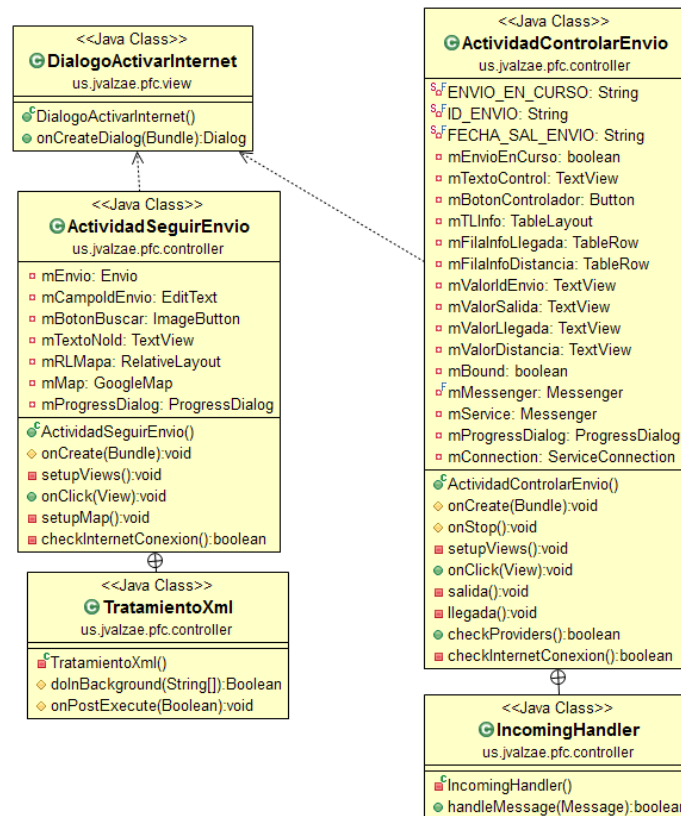 <<Java Class>>
DialogoActivarInternet
us.jvalzae.pfc.view
DialogoActivarInternet()
onCreateDialog(Bundle):Dialog
<<Java Class>>
ActividadSeguirEnvio
us.jvalzae.pfc.controller
mEnvio: Envio
mCampoIdEnvio: EditText
mBotonBuscar: ImageButton
mTextoNoId: TextView
mRLMapa: RelativeLayout
mMap: GoogleMap
mProgressDialog: ProgressDialog
ActividadSeguirEnvio()
onCreate(Bundle):void
setupViews():void
onClick(View):void
setupMap():void
checkInternetConexion():boolean
<<Java Class>>
TratamientoXml
us.jvalzae.pfc.controller
TratamientoXml()
doInBackground(String[]):Boolean
onPostExecute(Boolean):void
<<Java Class>>
ActividadControlarEnvio
us.jvalzae.pfc.controller
ENVIO_EN_CURSO: String
ID_ENVIO: String
FECHA_SAL_ENVIO: String
mEnvioEnCurso: boolean
mTextoControl: TextView
mBotonControlador: Button
mTLInfo: TableLayout
mFilaInfoLlegada: TableRow
mFilaInfoDistancia: TableRow
mValorIdEnvio: TextView
mValorSalida: TextView
mValorLlegada: TextView
mValorDistancia: TextView
mBound: boolean
mMessenger: Messenger
mService: Messenger
mProgressDialog: ProgressDialog
mConnection: ServiceConnection
ActividadControlarEnvio()
onCreate(Bundle):void
onStop():void
setupViews():void
onClick(View):void
salida():void
llegada():void
checkProviders():boolean
checkInternetConexion():boolean
<<Java Class>>
IncomingHandler
us.jvalzae.pfc.controller
IncomingHandler()
handleMessage(Message):boolean